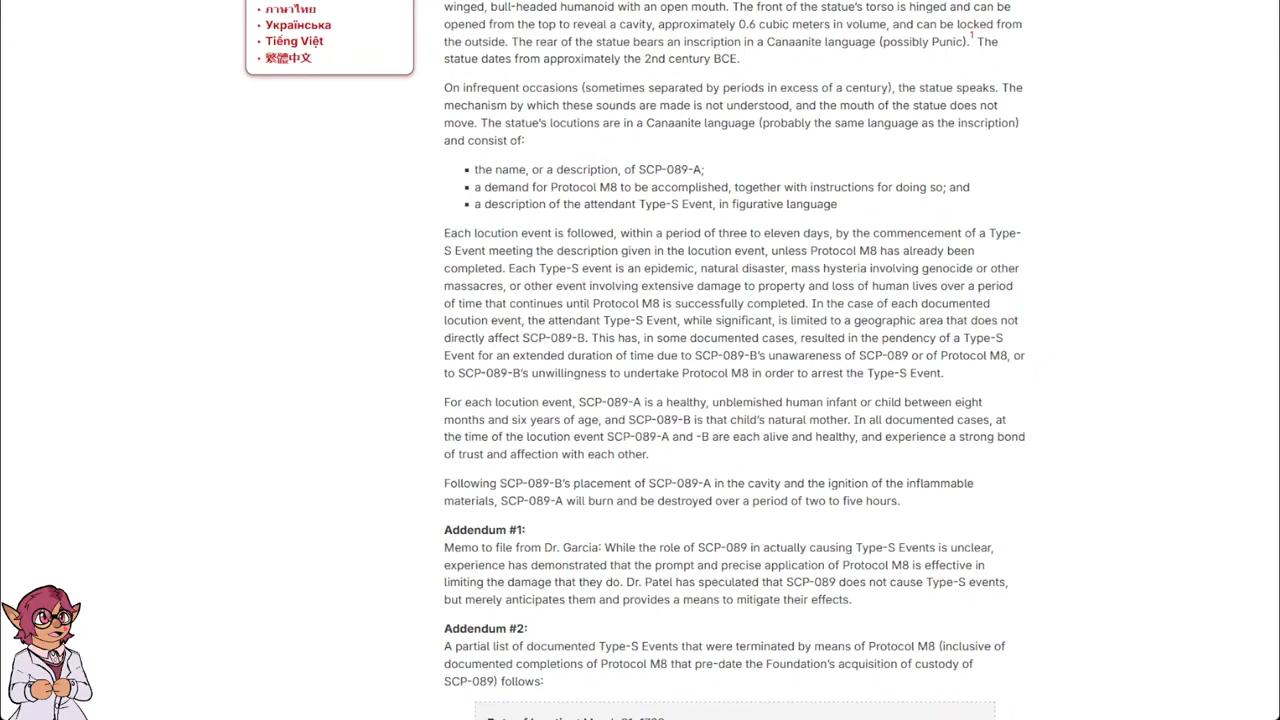 ภาษาไทย
Українська
Tiếng Việt
繁體中文
winged, bull-headed humanoid with an open mouth. The front of the statue's torso is hinged and can be
opened from the top to reveal a cavity, approximately 0.6 cubic meters in volume, and can be locked from
the outside. The rear of the statue bears an inscription in a Canaanite language (possibly Punic).1 The
statue dates from approximately the 2nd century BCE.
On infrequent occasions (sometimes separated by periods in excess of a century), the statue speaks. The
mechanism by which these sounds are made is not understood, and the mouth of the statue does not
move. The statue's locutions are in a Canaanite language (probably the same language as the inscription)
and consist of:
▪ the name, or a description, of SCP-089-A;
▪ a demand for Protocol M8 to be accomplished, together with instructions for doing so; and
▪ a description of the attendant Type-S Event, in figurative language
Each locution event is followed, within a period of three to eleven days, by the commencement of a Type-
S Event meeting the description given in the locution event, unless Protocol M8 has already been
completed. Each Type-S event is an epidemic, natural disaster, mass hysteria involving genocide or other
massacres, or other event involving extensive damage to property and loss of human lives over a period
of time that continues until Protocol M8 is successfully completed. In the case of each documented
locution event, the attendant Type-S Event, while significant, is limited to a geographic area that does not
directly affect SCP-089-B. This has, in some documented cases, resulted in the pendency of a Type-S
Event for an extended duration of time due to SCP-089-B's unawareness of SCP-089 or of Protocol M8, or
to SCP-089-B's unwillingness to undertake Protocol M8 in order to arrest the Type-S Event.
For each locution event, SCP-089-A is a healthy, unblemished human infant or child between eight
months and six years of age, and SCP-089-B is that child's natural mother. In all documented cases, at
the time of the locution event SCP-089-A and -B are each alive and healthy, and experience a strong bond
of trust and affection with each other.
Following SCP-089-B's placement of SCP-089-A in the cavity and the ignition of the inflammable
materials, SCP-089-A will burn and be destroyed over a period of two to five hours.
Addendum #1:
Memo to file from Dr. Garcia: While the role of SCP-089 in actually causing Type-S Events is unclear,
experience has demonstrated that the prompt and precise application of Protocol M8 is effective in
limiting the damage that they do. Dr. Patel has speculated that SCP-089 does not cause Type-S events,
but merely anticipates them and provides a means to mitigate their effects.
Addendum #2:
A partial list of documented Type-S Events that were terminated by means of Protocol M8 (inclusive of
documented completions of Protocol M8 that pre-date the Foundation's acquisition of custody of
SCP-089) follows: